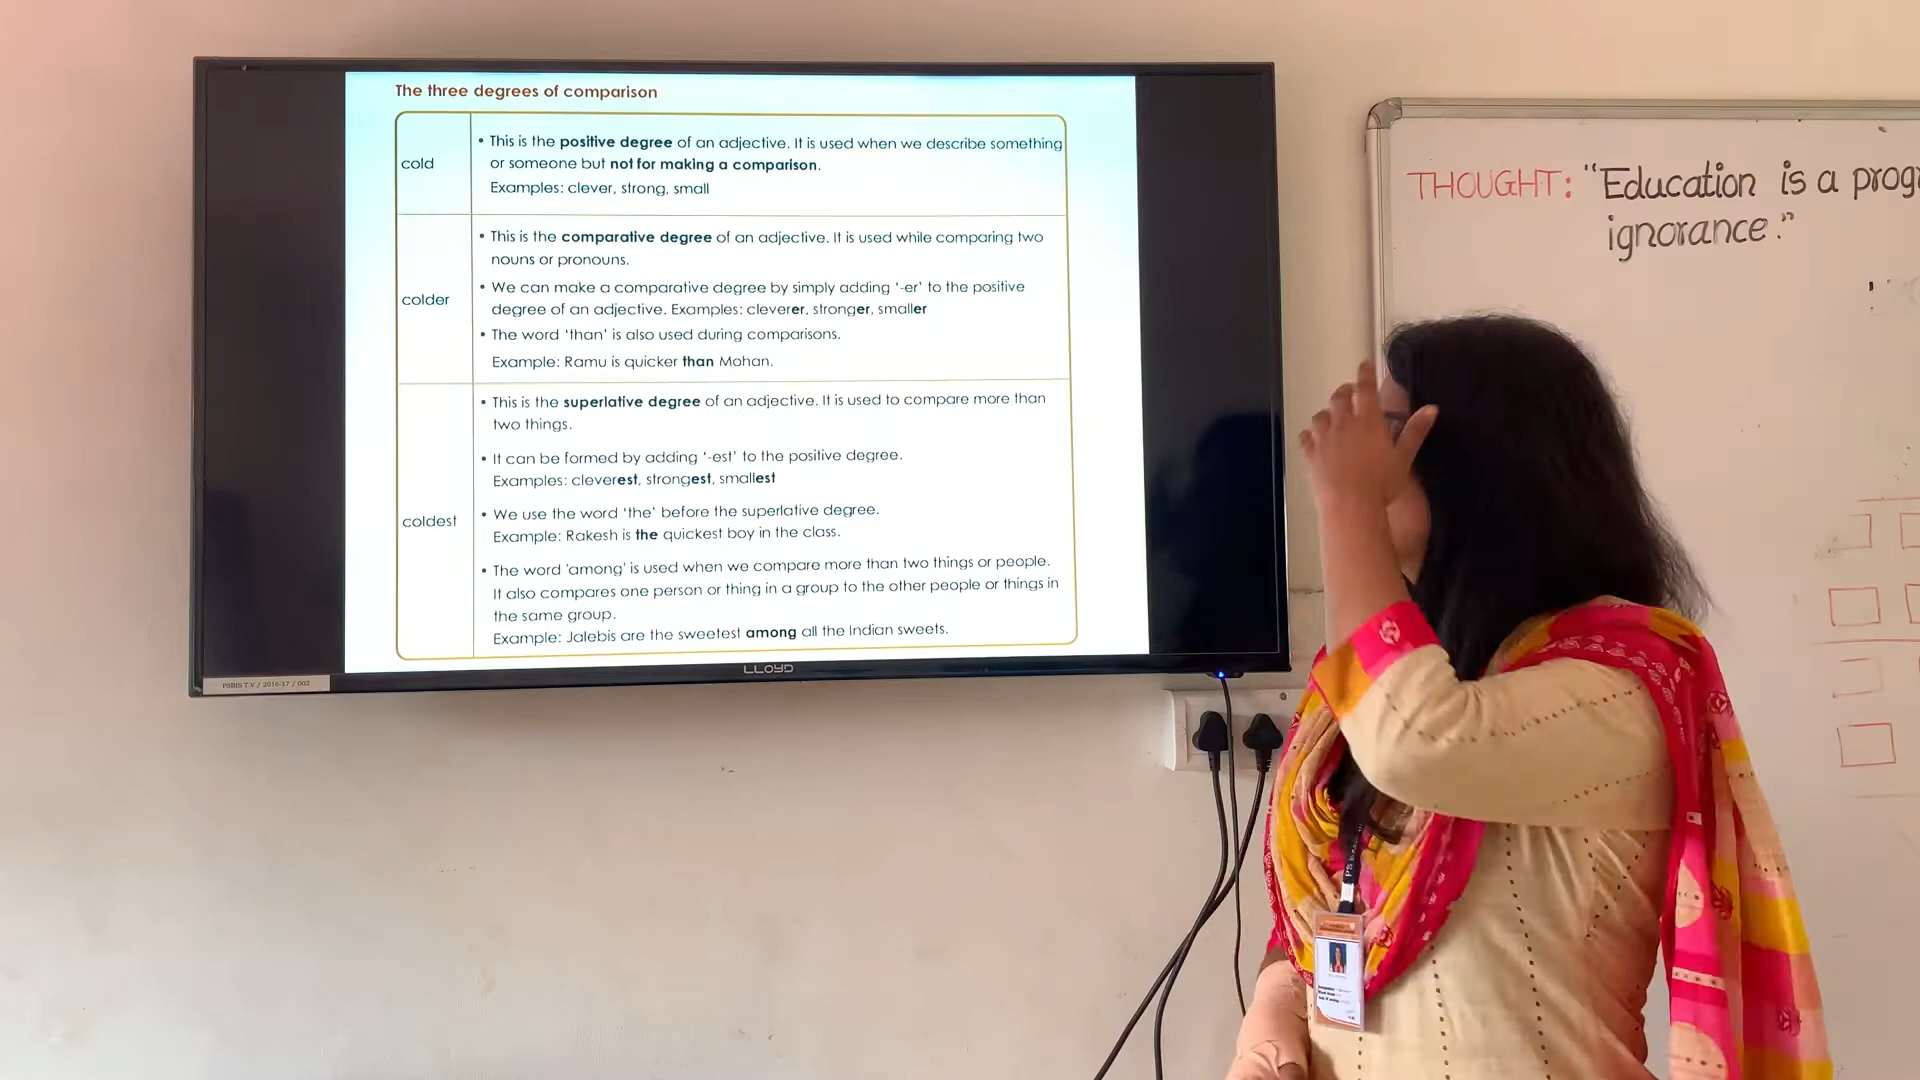 The three degrees of comparison
cold
• This is the positive degree of an adjective. It is used when we describe something
or someone but not for making a comparison.
Examples: clever, strong, small
colder
• This is the comparative degree of an adjective. It is used while comparing two
nouns or pronouns.
• We can make a comparative degree by simply adding ‘-er’ to the positive
degree of an adjective. Examples: cleverer, stronger, smaller
• The word ‘than’ is also used during comparisons.
Example: Ramu is quicker than Mohan.
coldest
• This is the superlative degree of an adjective. It is used to compare more than
two things.
• It can be formed by adding ‘-est’ to the positive degree.
Examples: cleverest, strongest, smallest
• We use the word ‘the’ before the superlative degree.
Example: Rakesh is the quickest boy in the class.
• The word 'among' is used when we compare more than two things or people.
It also compares one person or thing in a group to the other people or things in
the same group.
Example: Jalebis are the sweetest among all the Indian sweets.
LLOYD
PSBIS T.V / 2016-17 / 002
THOUGHT: “Education is a prog
ignorance.”